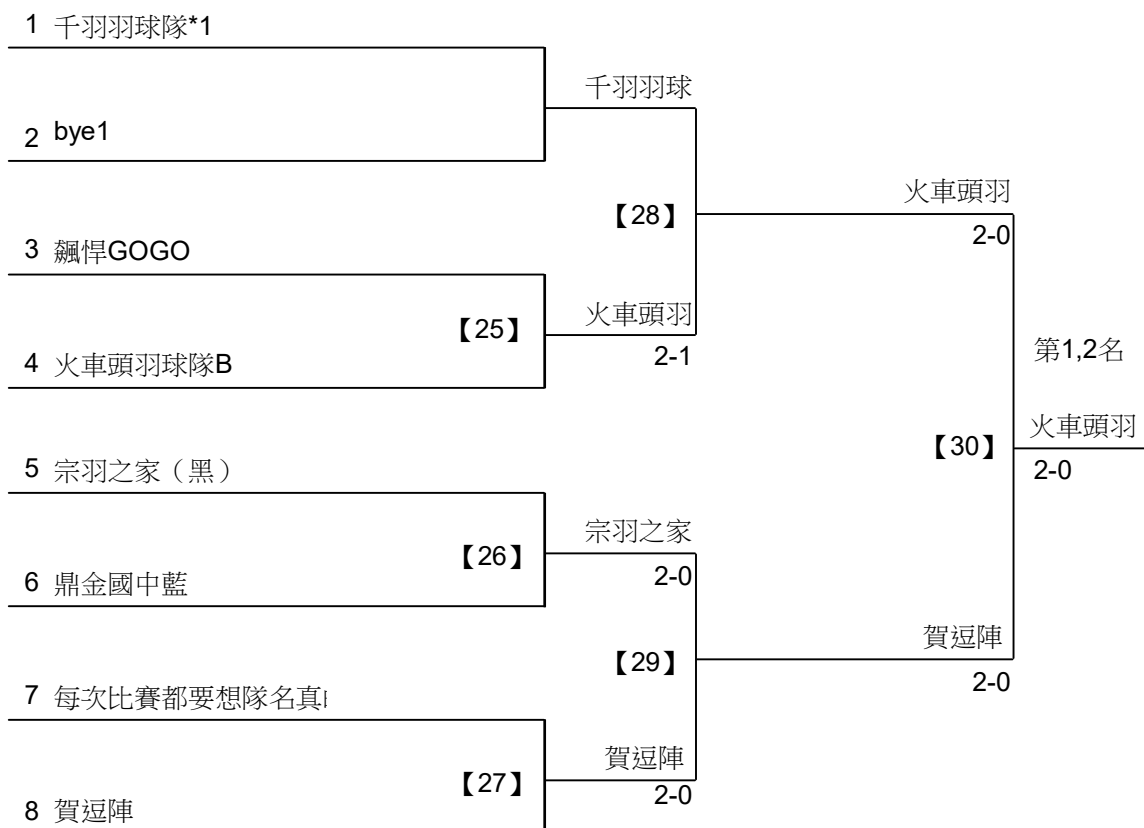 1 千羽羽球隊*1
千羽羽球
2 bye1
火車頭羽
【28】
2-0
3 飆悍GOGO
火車頭羽
【25】
2-1
第1,2名
4 火車頭羽球隊B
火車頭羽
【30】
2-0
5 宗羽之家（黑）
宗羽之家
【26】
2-0
6 鼎金國中藍
賀逗陣
【29】
2-0
7 每次比賽都要想隊名真
賀逗陣
【27】
2-0
8 賀逗陣